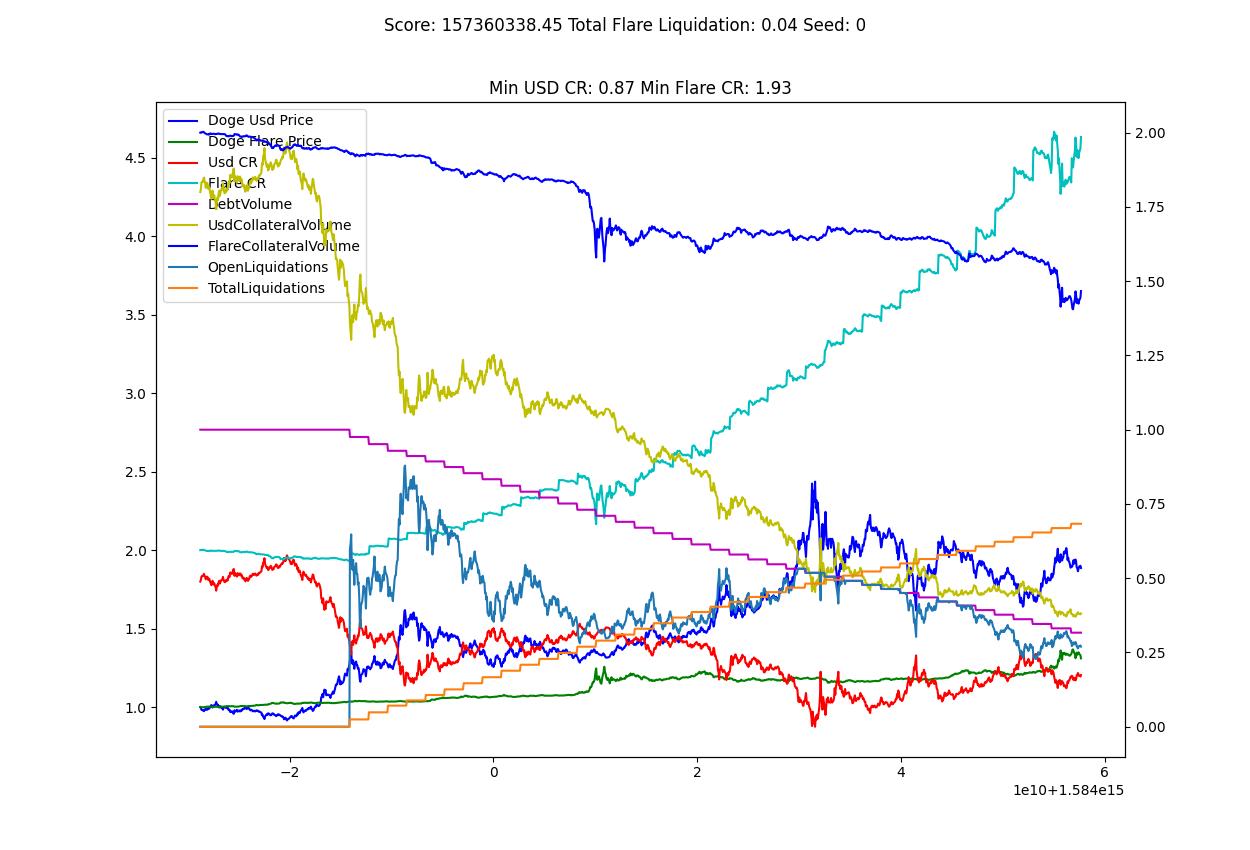 Score: 157360338.45 Total Flare Liquidation: 0.04 Seed: 0
Min USD CR: 0.87 Min Flare CR: 1.93
Doge Usd Price
Doge Flare Price
Usd CR
Flare CR
DebtVolume
UsdCollateralVolume
FlareCollateralVolume
OpenLiquidations
TotalLiquidations
4.5
4.0
3.5
3.0
2.5
2.0
1.5
1.0
2.00
1.75
1.50
1.25
1.00
0.75
0.50
0.25
0.00
−2
0
2
4
6
1e10+1.584e15